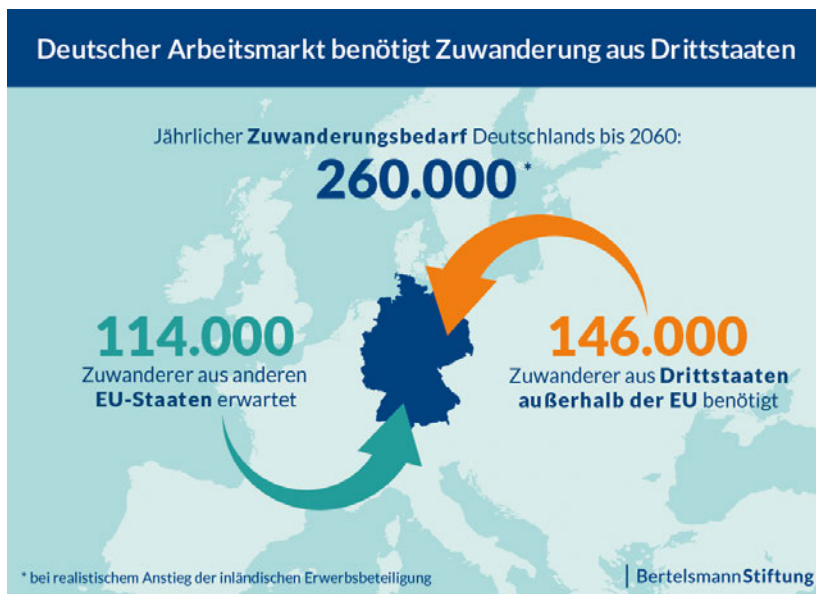 Deutscher Arbeitsmarkt benötigt Zuwanderung aus Drittstaaten
Jährlicher Zuwanderungsbedarf Deutschlands bis 2060:
260.000*
114.000
Zuwanderer aus anderen
EU-Staaten erwartet
146.000
Zuwanderer aus Drittstaaten
außerhalb der EU benötigt
* bei realistischem Anstieg der inländischen Erwerbsbeteiligung
BertelsmannStiftung